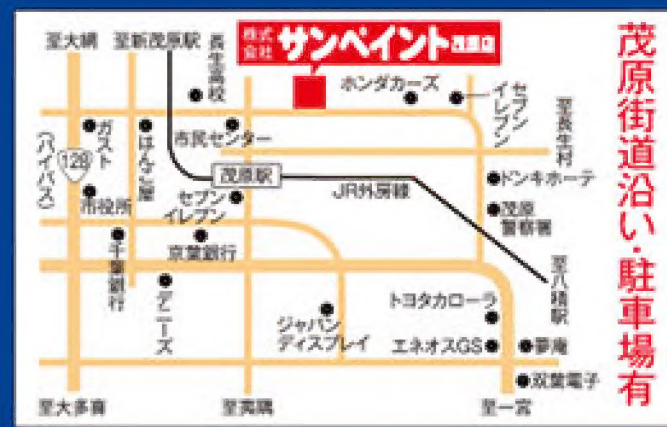 株式
会社
サンペイント茂原店
茂原街道沿い・駐車場有
至大網
至新茂原駅
長生高校
ホンダカーズ
セブン
イレブン
至長生村
(バイパス)
128
ガスト
はんこ屋
市民センター
茂原駅
JR外房線
ドンキホーテ
市役所
セブン
イレブン
茂原
警察署
千葉
銀行
京葉銀行
デニーズ
至八積駅
ジャパン
ディスプレイ
トヨタカローラ
エネオスGS
夢庵
双葉電子
至大多喜
至夷隅
至一宮